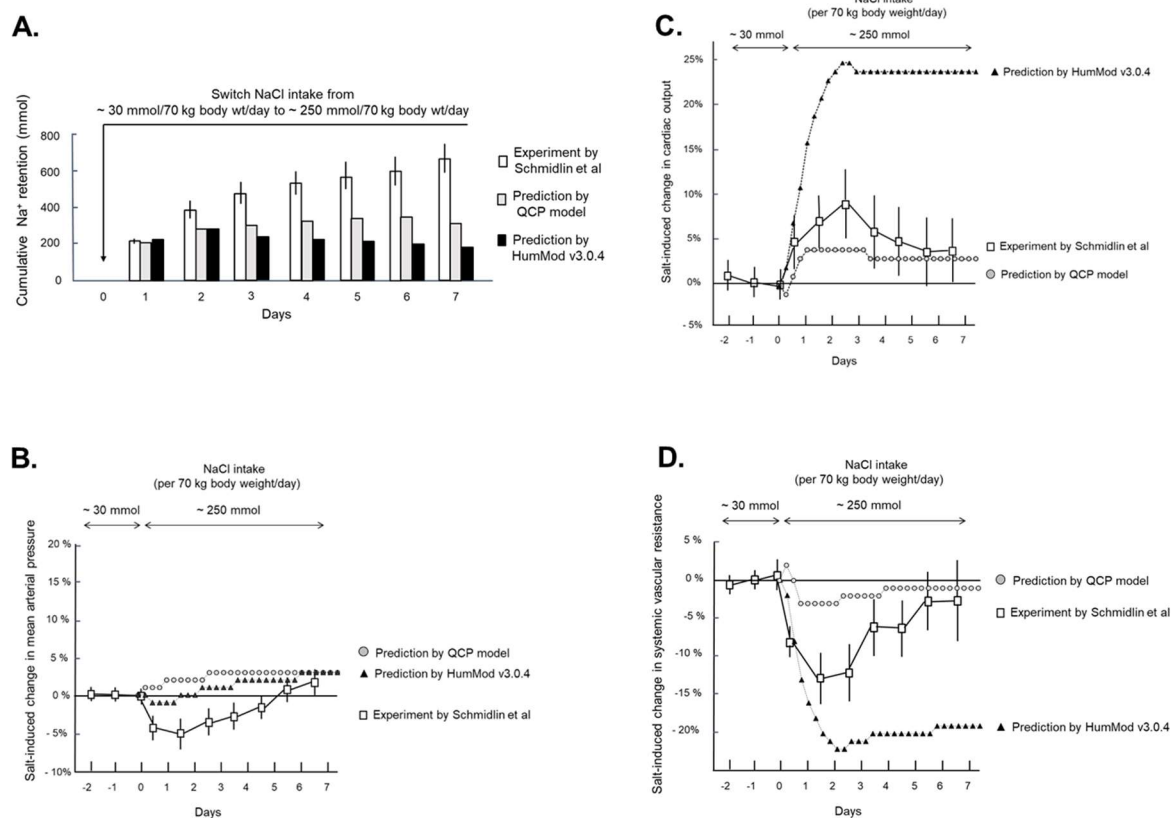 A.
Switch NaCl intake from
~ 30 mmol/70 kg body wt/day to ~ 250 mmol/70 kg body wt/day
Cumulative Na⁺ retention (mmol)
800
600
400
200
0
0 1 2 3 4 5 6 7
Days
Experiment by
Schmidlin et al
Prediction by
QCP model
Prediction by
HumMod v3.0.4
B.
NaCl intake
(per 70 kg body weight/day)
~ 30 mmol
~ 250 mmol
Salt-induced change in mean arterial pressure
20 %
15 %
10 %
5 %
0 %
- 5%
- 10%
-2 -1 0 1 2 3 4 5 6 7
Days
Prediction by QCP model
Prediction by HumMod v3.0.4
Experiment by Schmidlin et al
C.
NaCl intake
(per 70 kg body weight/day)
~ 30 mmol
~ 250 mmol
Salt-induced change in cardiac output
25%
20%
15%
10%
5%
0%
- 5%
-2 -1 0 1 2 3 4 5 6 7
Days
Prediction by HumMod v3.0.4
Experiment by Schmidlin et al
Prediction by QCP model
D.
NaCl intake
(per 70 kg body weight/day)
~ 30 mmol
~ 250 mmol
Salt-induced change in systemic vascular resistance
5 %
0 %
-5 %
-10 %
-15 %
- 20 %
-2 -1 0 1 2 3 4 5 6 7
Days
Prediction by QCP model
Experiment by Schmidlin et al
Prediction by HumMod v3.0.4